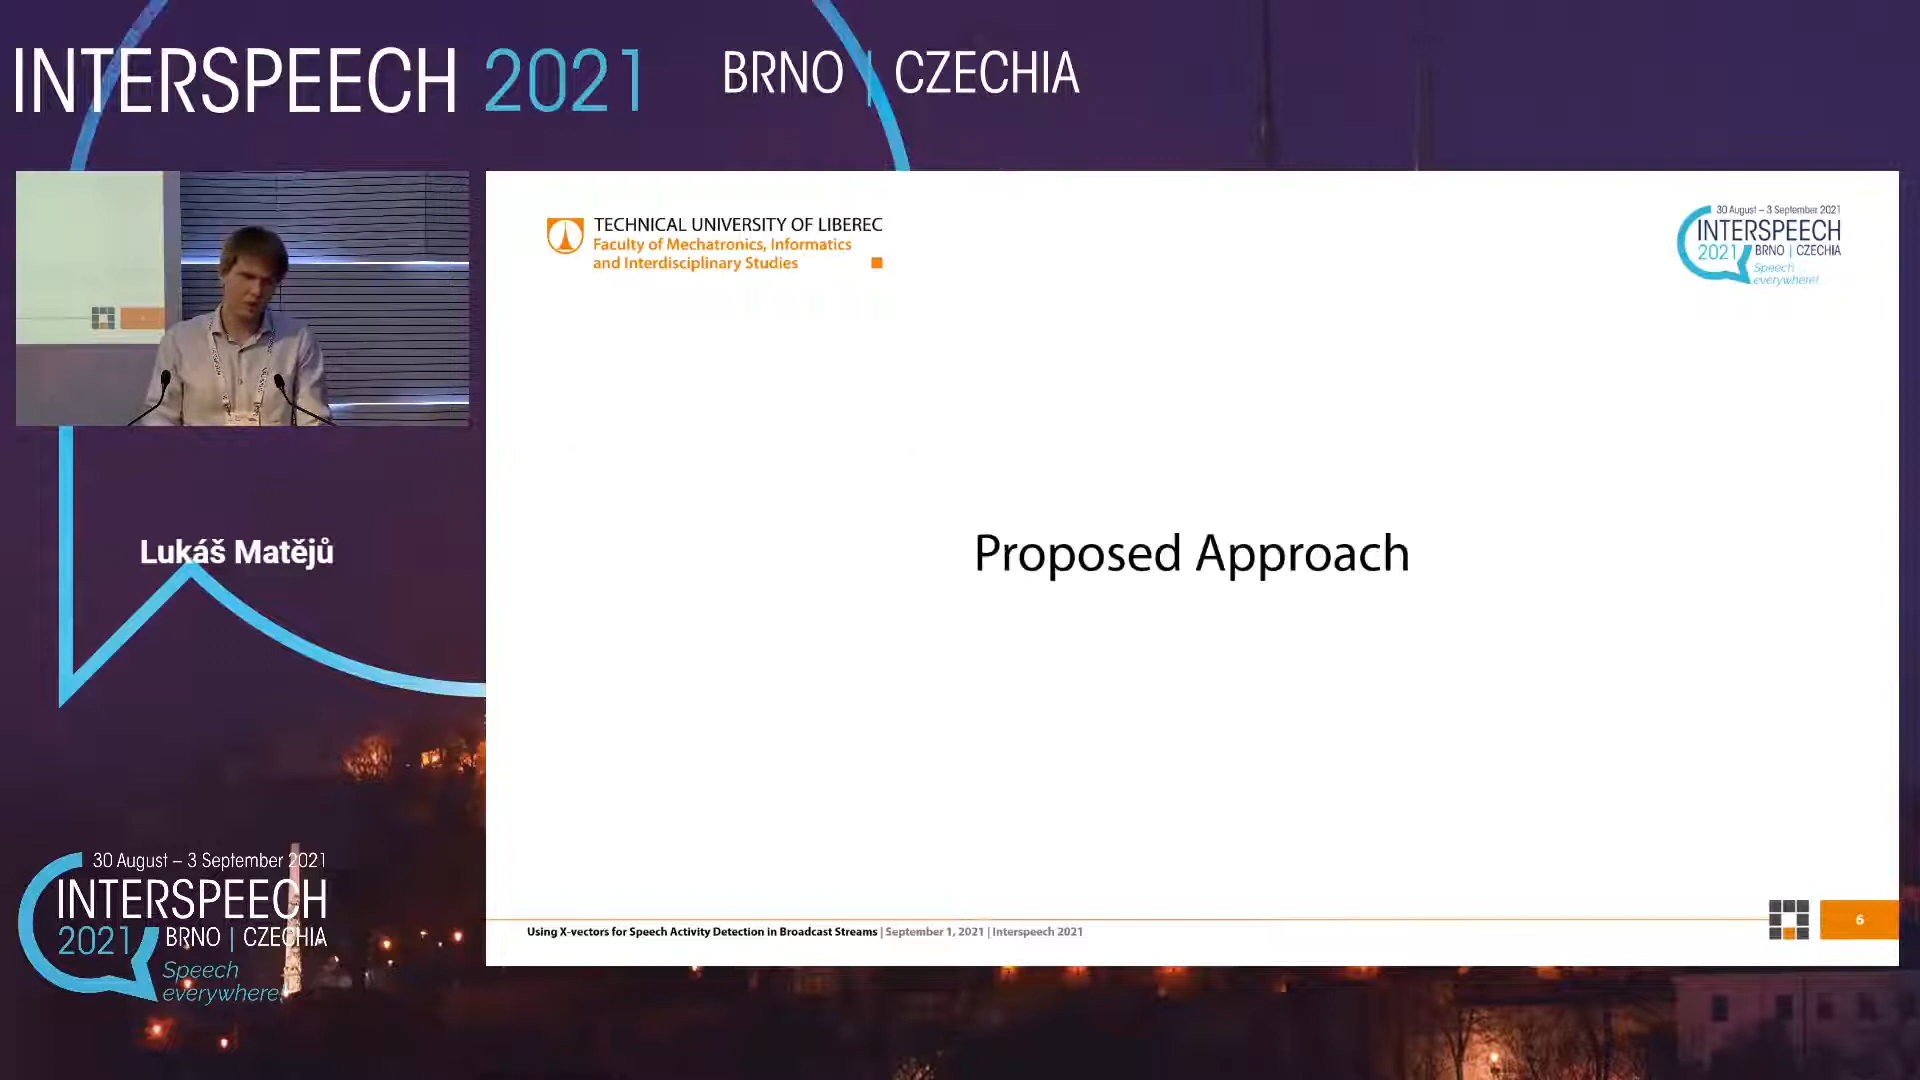 INTERSPEECH 2021 BRNO | CZECHIA
TECHNICAL UNIVERSITY OF LIBEREC
Faculty of Mechatronics, Informatics
and Interdisciplinary Studies
30 August – 3 September 2021
INTERSPEECH
2021 BRNO | CZECHIA
Speech
everywhere!
Lukáš Matějů
Proposed Approach
30 August – 3 September 2021
INTERSPEECH
2021 BRNO | CZECHIA
Speech
everywhere!
Using X-vectors for Speech Activity Detection in Broadcast Streams | September 1, 2021 | Interspeech 2021
6